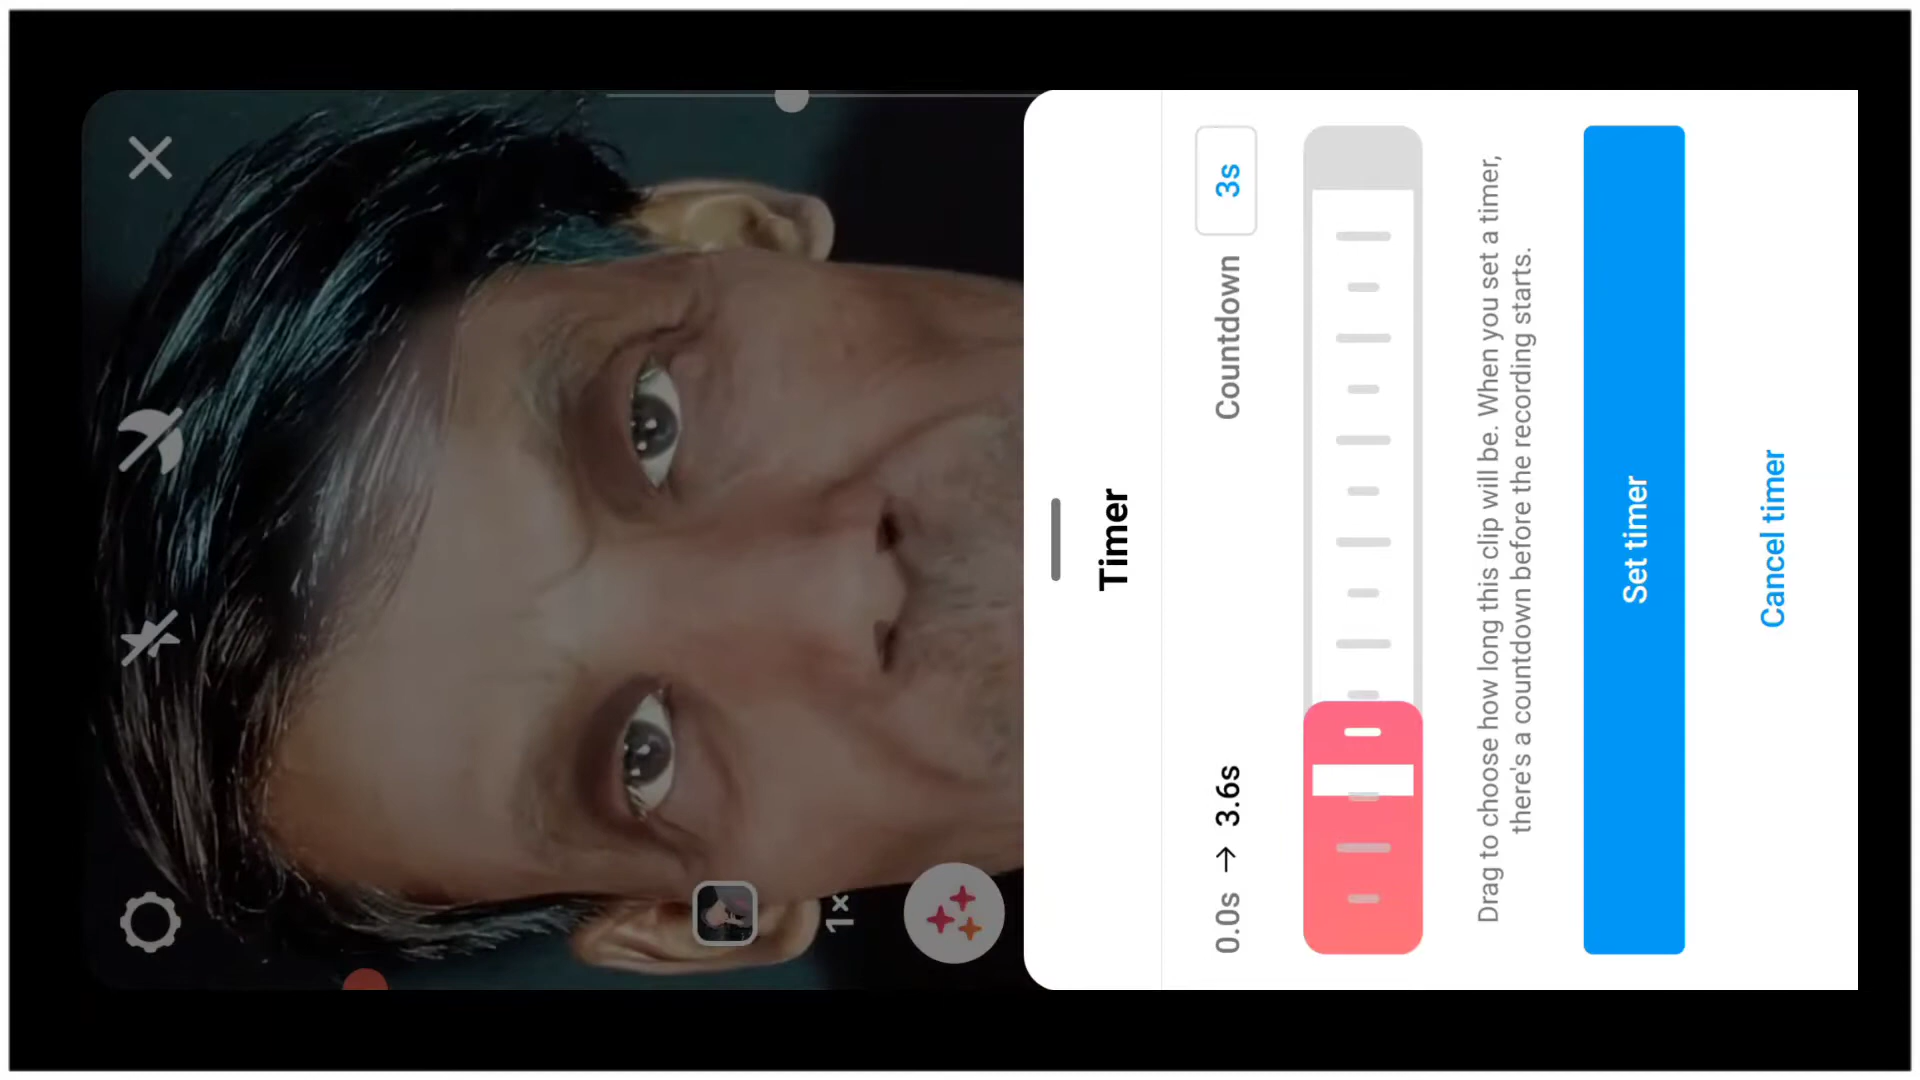 1×
Timer
0.0s → 3.6s
Countdown
3s
Drag to choose how long this clip will be. When you set a timer,
there's a countdown before the recording starts.
Set timer
Cancel timer